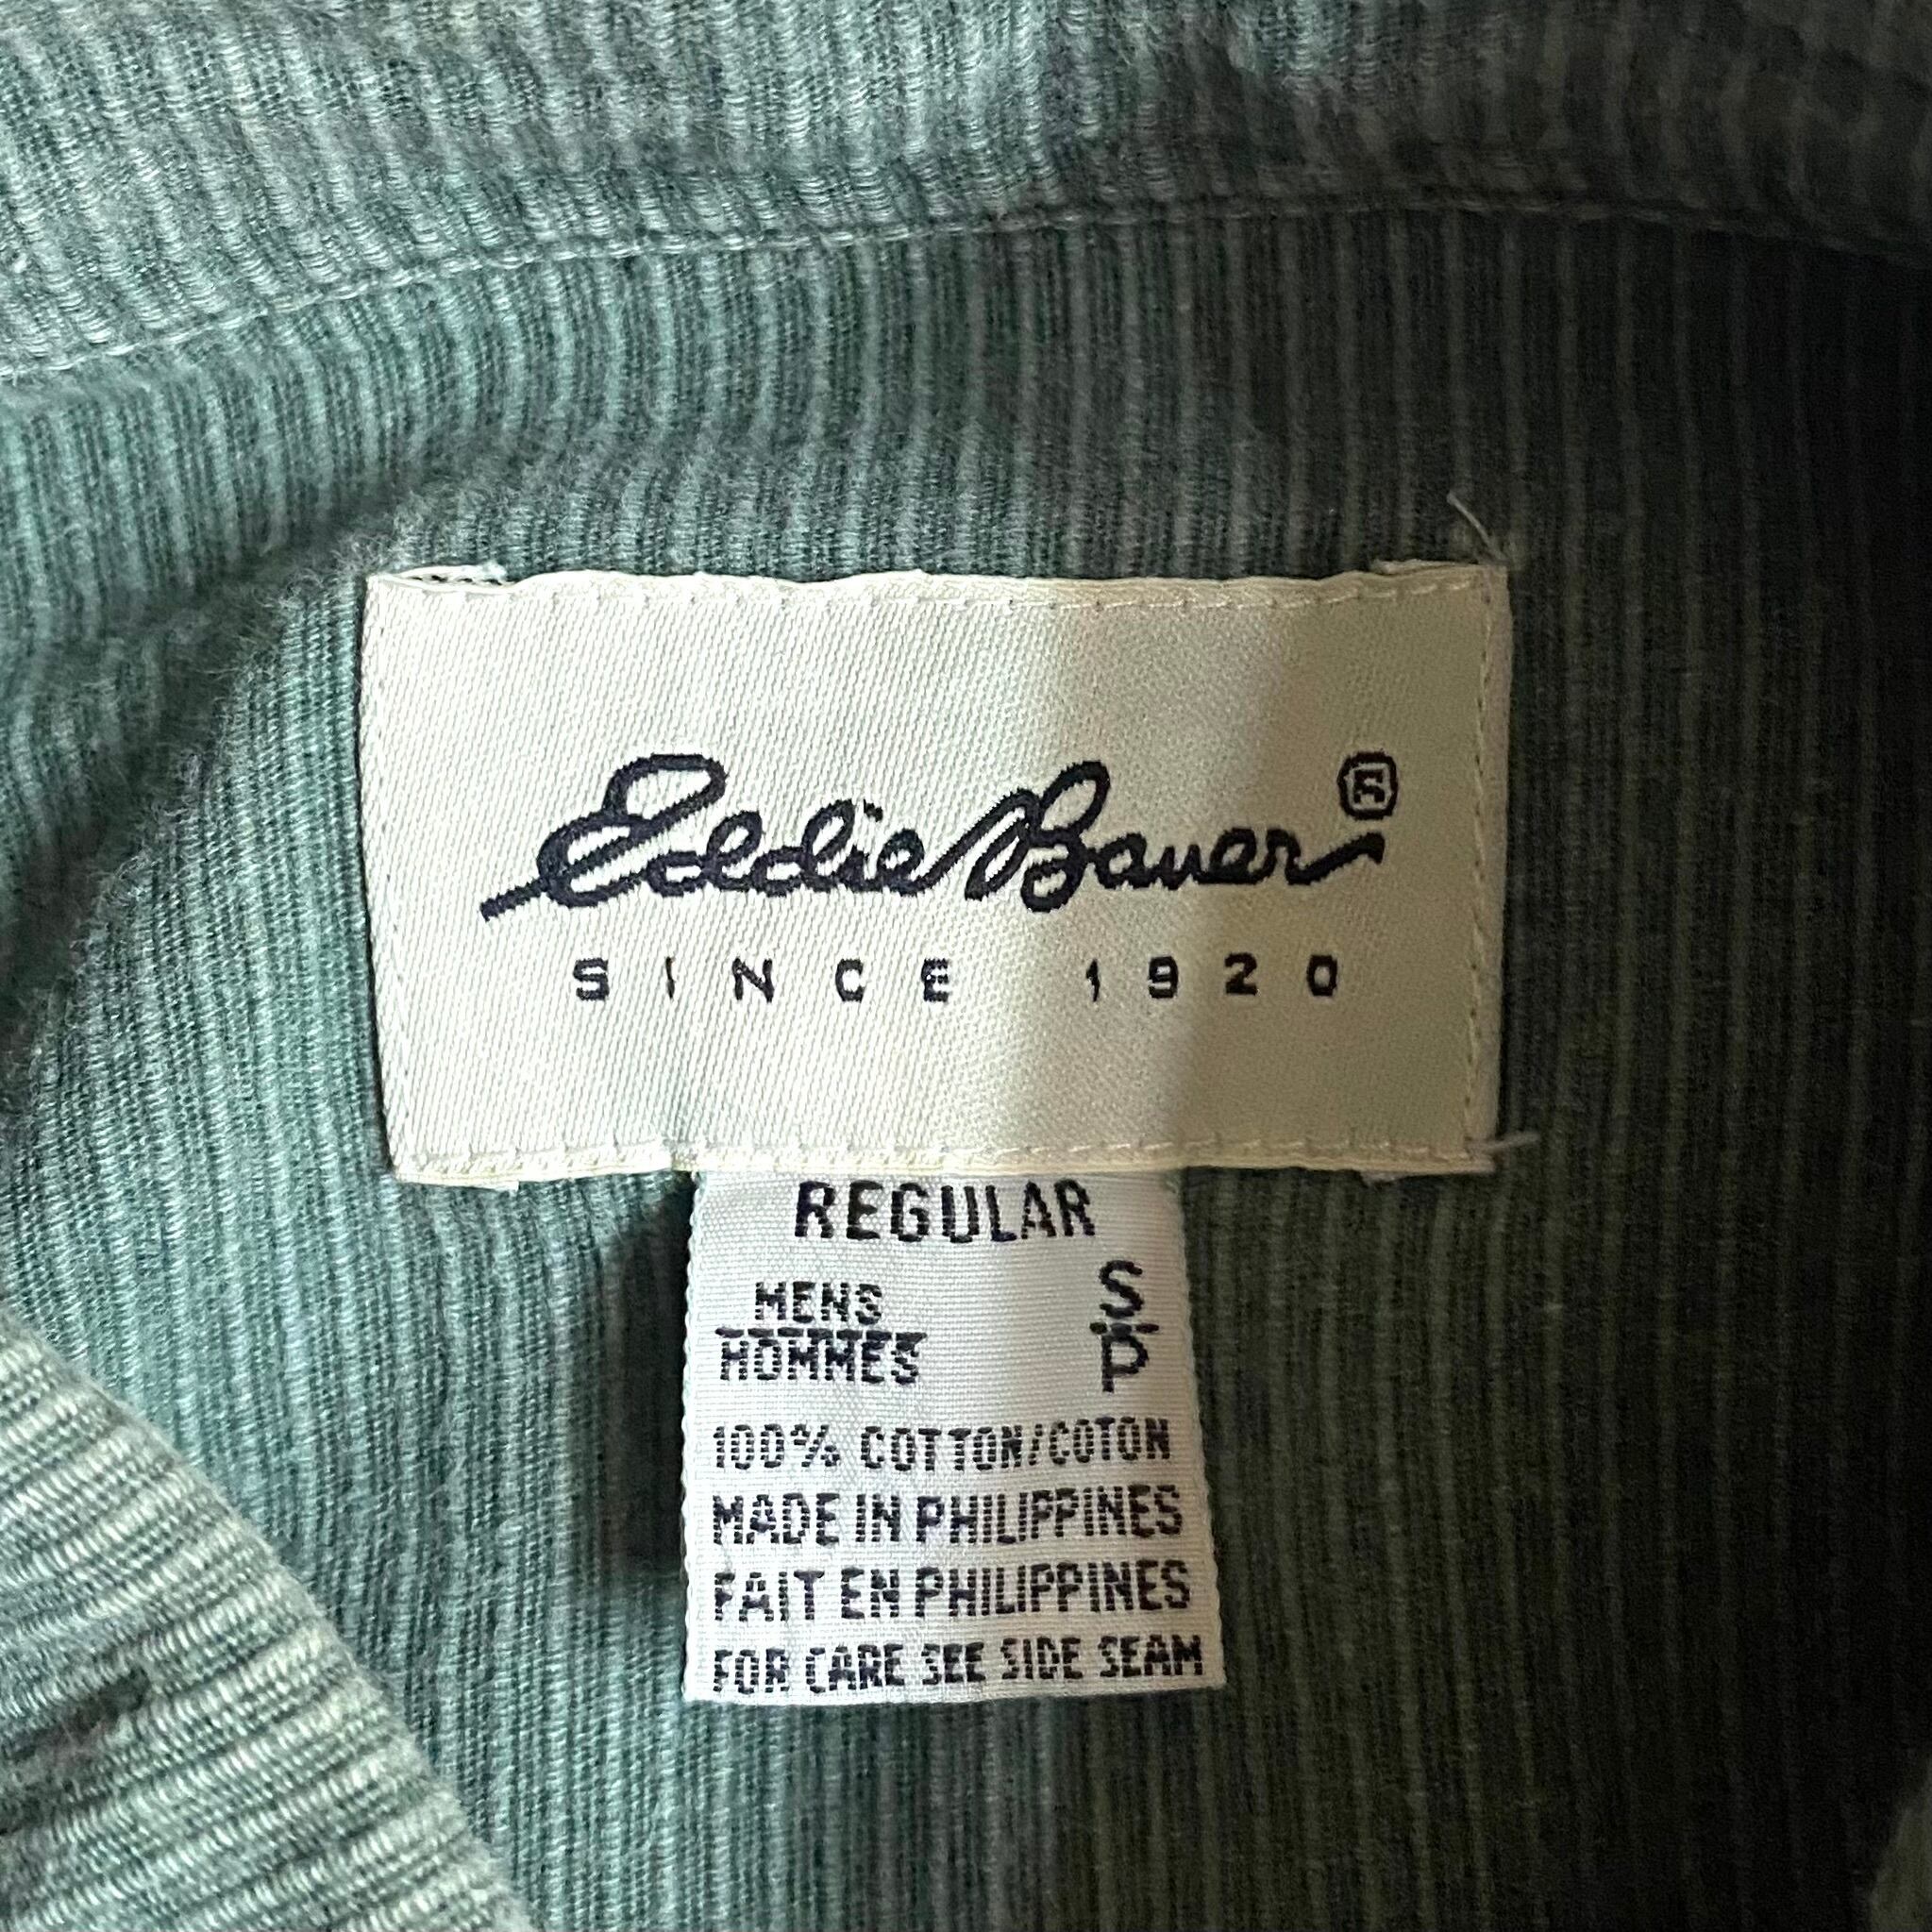 Eddie Bauer®
SINCE 1920
REGULAR
MENS S
HOMMES P
100% COTTON/COTON
MADE IN PHILIPPINES
FAIT EN PHILIPPINES
FOR CARE SEE SIDE SEAM